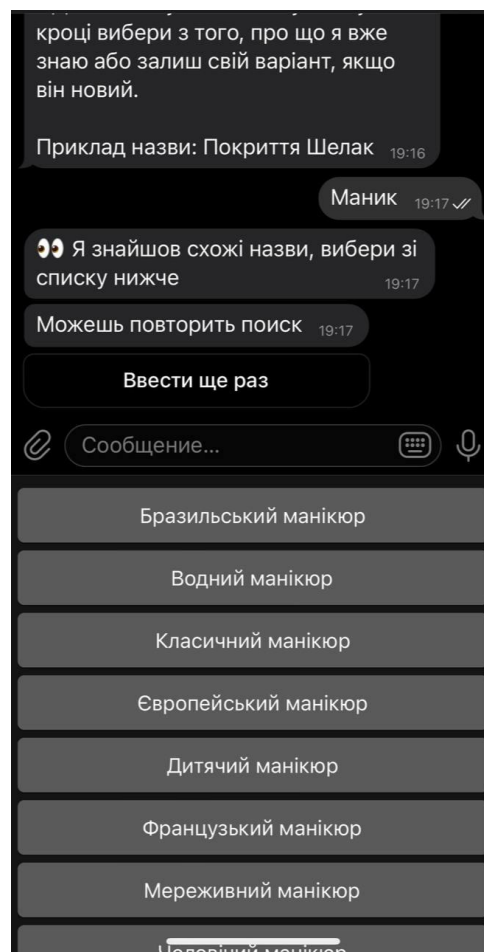 кроці вибери з того, про що я вже
знаю або залиш свій варіант, якщо
він новий.
Приклад назви: Покриття Шелак 19:16
Маник 19:17
👀 Я знайшов схожі назви, вибери зі
списку нижче 19:17
Можешь повторить поиск 19:17
Ввести ще раз
Сообщение...
Бразильський манікюр
Водний манікюр
Класичний манікюр
Європейський манікюр
Дитячий манікюр
Французький манікюр
Мереживний манікюр